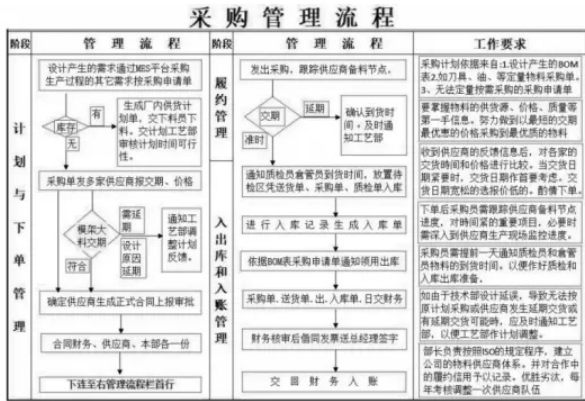 采购管理流程
阶段
管理流程
阶段
管理流程
工作要求
计划与下单管理
设计产生的需求通过MES平台采购
生产过程的其它需求按采购申请单
库存
有
无
生成厂内供货计
划单。交下料员下
料，交计划工艺部
审核计划时间可行
性。
采购单发多家供应商报交期、价格
模架大
料交期
需延
期
设计
原因
延期
符合
通知工
艺部调
整计划
反馈。
确定供应商生成正式合同上报审批
合同财务、供应商、本部各一份
下连至右管理流程栏首行
履约管理
发出采购、跟踪供应商备料节点。
交期
延期
准时
确认到货时
间，及时通
知工艺部
入出库和入账管理
通知质检员仓管员到货时间，放置待
检区凭送货单、采购单、质检单入库
进行入库记录生成入库单
依据BOM表采购申请单通知领用出库
采购单、送货单、出、入库单、日交财务
财务核审后偕同发票送总经理签字
交回财务入账
采购计划依据来自:1.设计产生的BOM
表2.如刀具、油、等定量物料采购单。
3、无法定量按需采购的采购申请单
要掌握物料的供货源、价格、质量等
第一手信息。努力做到以最短的交期
最优惠的价格采购到最优质的物料
收到供应商的反馈信息后，对各家的
交货时间和价格进行比较。当交货日
期紧要时，交货日期作首要考虑。交
货日期宽松的选报价低的。酌情下单。
下单后采购员需跟踪供应商备料节点
进度，对时间紧的重要项目，必要时
需深入到供应商生产现场监控进度。
采购员需提前一天通知质检员和仓管
员物料的到货时间。以便作好质检和
入库出库准备。
如由于技术部设计延误，导致无法按
原计划采购或供应商发生延期交货或
有延期交货可能时，应及时通知工艺
部，以便工艺部作计划调整。
部长负责按照ISO的规定程序，建立
公司的物料供应商体系。并对合作中
的履约信用予以记录。优胜劣汰，每
年考核调整一次供应商队伍